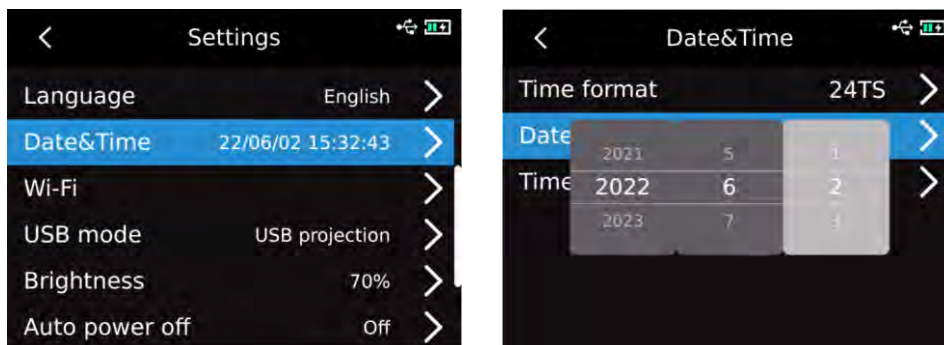 Settings
Language English
Date&Time 22/06/02 15:32:43
Wi-Fi
USB mode USB projection
Brightness 70%
Auto power off Off
Date&Time
Time format 24TS
Date
2021 5 1
Time 2022 6 2
2023 7 3